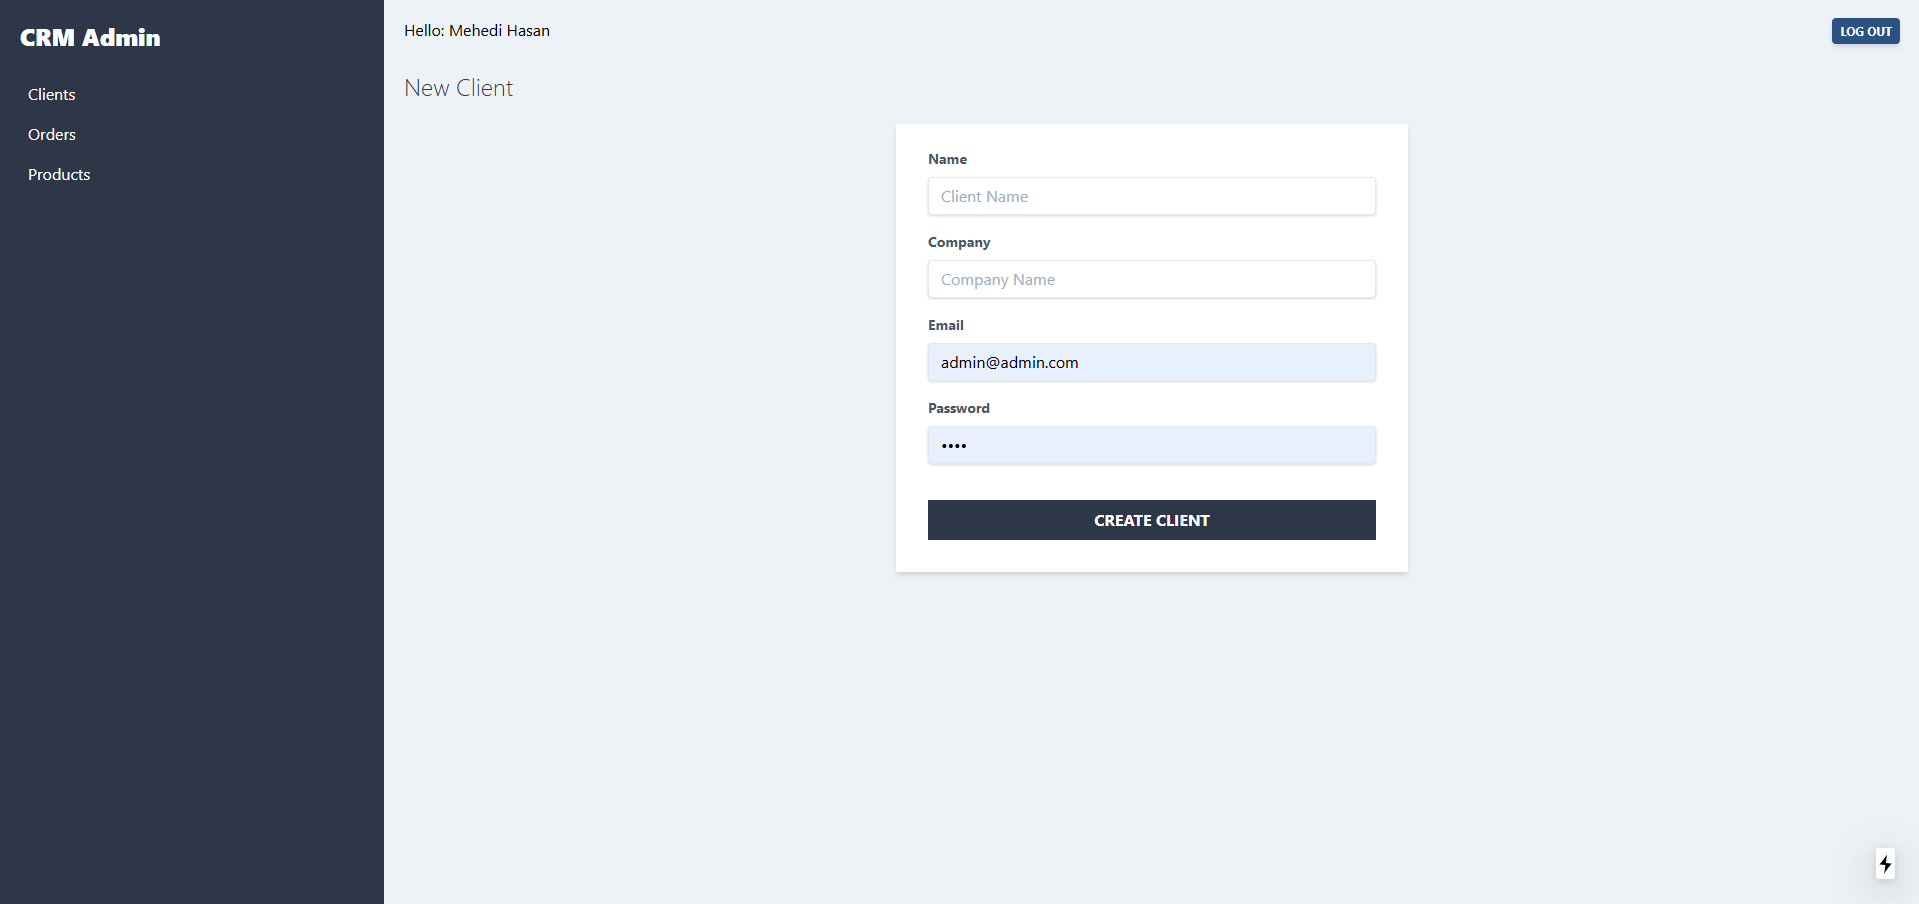 CRM Admin
Clients
Orders
Products
Hello: Mehedi Hasan
LOG OUT
New Client
Name
Client Name
Company
Company Name
Email
admin@admin.com
Password
••••
CREATE CLIENT